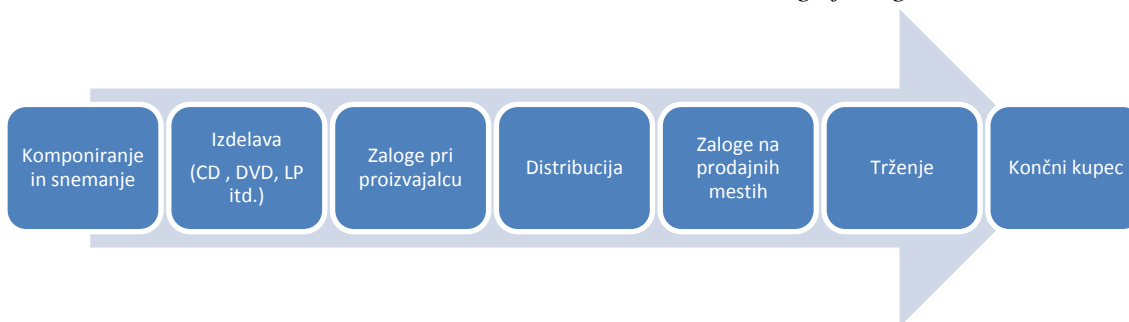 Komponiranje
in snemanje
Izdelava
(CD , DVD, LP
itd.)
Zaloge pri
proizvajalcu
Distribucija
Zaloge na
prodajnih
mestih
Trženje
Končni kupec